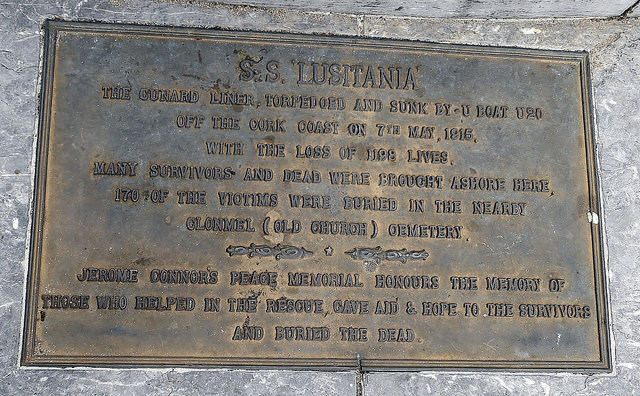 S.S. LUSITANIA
THE CUNARD LINER, TORPEDOED AND SUNK BY U BOAT U20
OFF THE CORK COAST ON 7TH MAY, 1915,
WITH THE LOSS OF 1198 LIVES.
MANY SURVIVORS AND DEAD WERE BROUGHT ASHORE HERE,
170 OF THE VICTIMS WERE BURIED IN THE NEARBY
CLONMEL (OLD CHURCH) CEMETERY.
JEROME CONNOR'S PEACE MEMORIAL HONOURS THE MEMORY OF
THOSE WHO HELPED IN THE RESCUE, GAVE AID & HOPE TO THE SURVIVORS
AND BURIED THE DEAD.